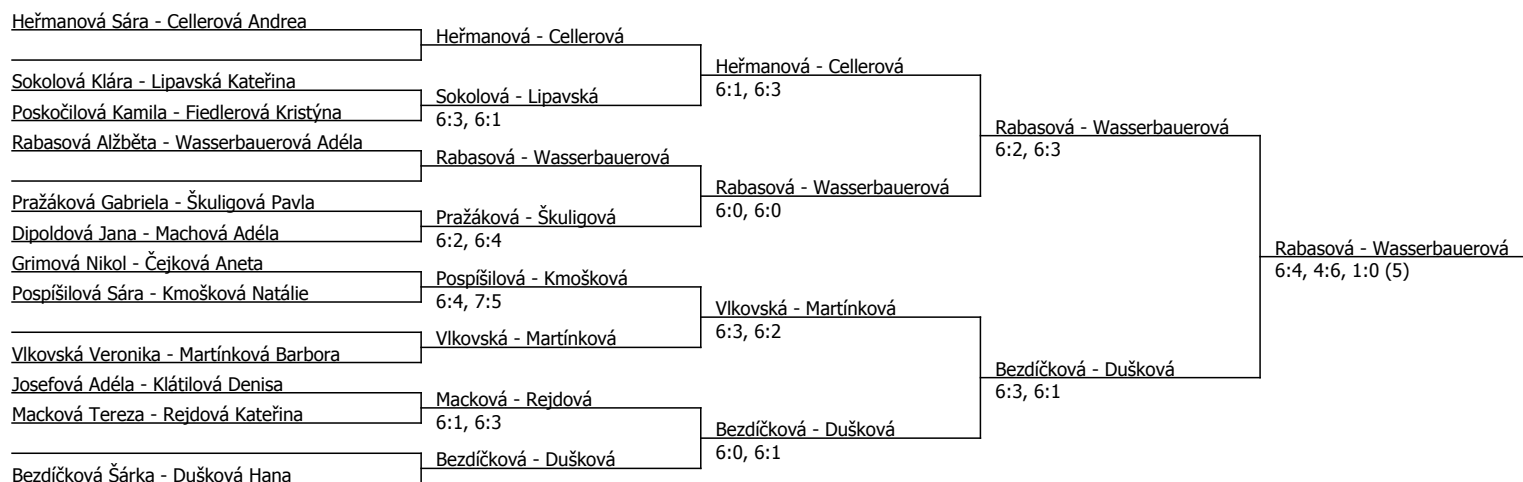 Heřmanová Sára - Cellerová Andrea
Sokolová Klára - Lipavská Kateřina
Poskočilová Kamila - Fiedlerová Kristýna
Rabasová Alžběta - Wasserbauerová Adéla
Pražáková Gabriela - Škuligová Pavla
Dipoldová Jana - Machová Adéla
Grimová Nikol - Čejková Aneta
Pospíšilová Sára - Kmošková Natálie
Vlkovská Veronika - Martínková Barbora
Josefová Adéla - Klátilová Denisa
Macková Tereza - Rejdová Kateřina
Bezdíčková Šárka - Dušková Hana
Heřmanová - Cellerová
Sokolová - Lipavská
6:3, 6:1
Rabasová - Wasserbauerová
Pražáková - Škuligová
6:2, 6:4
Pospíšilová - Kmošková
6:4, 7:5
Vlkovská - Martínková
Macková - Rejdová
6:1, 6:3
Bezdíčková - Dušková
Heřmanová - Cellerová
6:1, 6:3
Rabasová - Wasserbauerová
6:0, 6:0
Vlkovská - Martínková
6:3, 6:2
Bezdíčková - Dušková
6:0, 6:1
Rabasová - Wasserbauerová
6:2, 6:3
Bezdíčková - Dušková
6:3, 6:1
Rabasová - Wasserbauerová
6:4, 4:6, 1:0 (5)